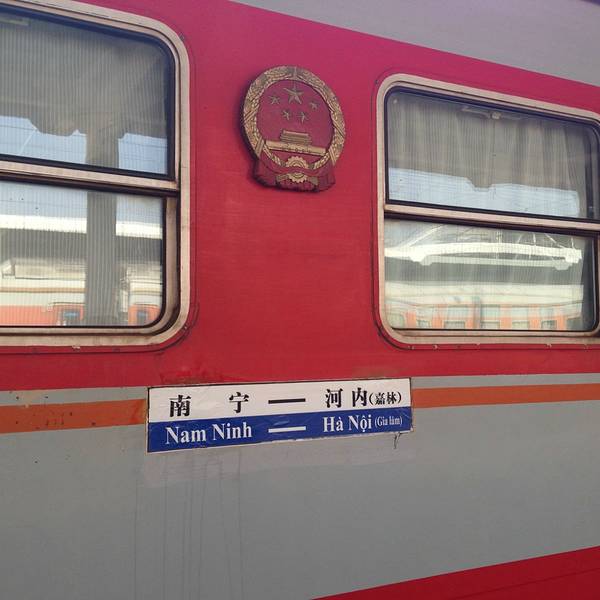 南 宁 — 河内(嘉林)
Nam Ninh — Hà Nội (Gia lâm)